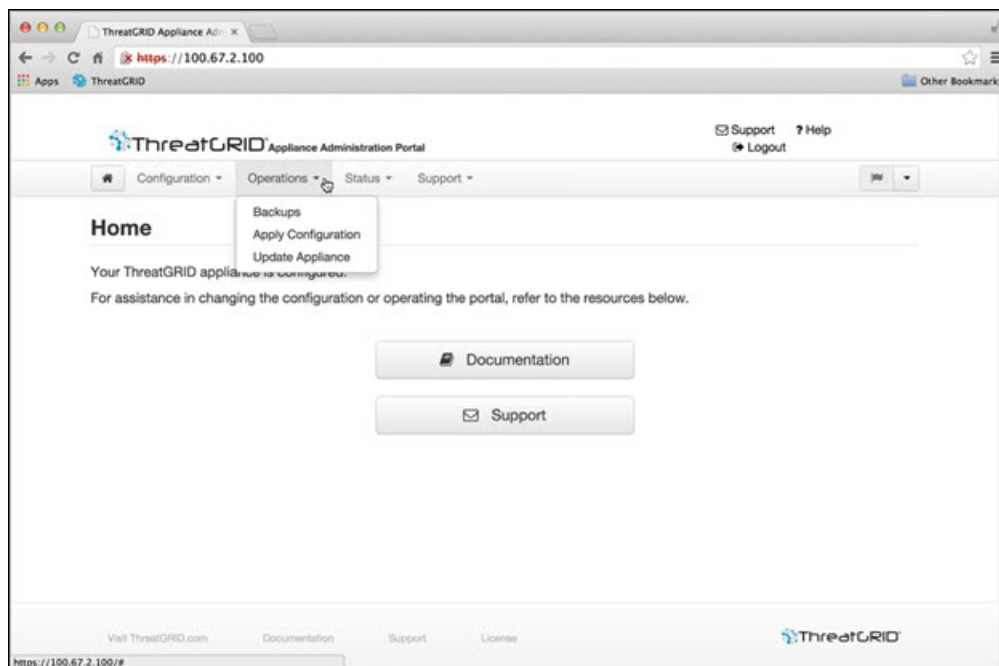 ThreatGRID Appliance Adm
https://100.67.2.100
Apps ThreatGRID Other Bookmark
ThreatGRID Appliance Administration Portal
Support ? Help
Logout
Configuration Operations Status Support
Backups
Apply Configuration
Update Appliance
Home
Your ThreatGRID appliance is configured.
For assistance in changing the configuration or operating the portal, refer to the resources below.
Documentation
Support
Visit ThreatGRID.com Documentation Support License
ThreatGRID
https://100.67.2.100/#